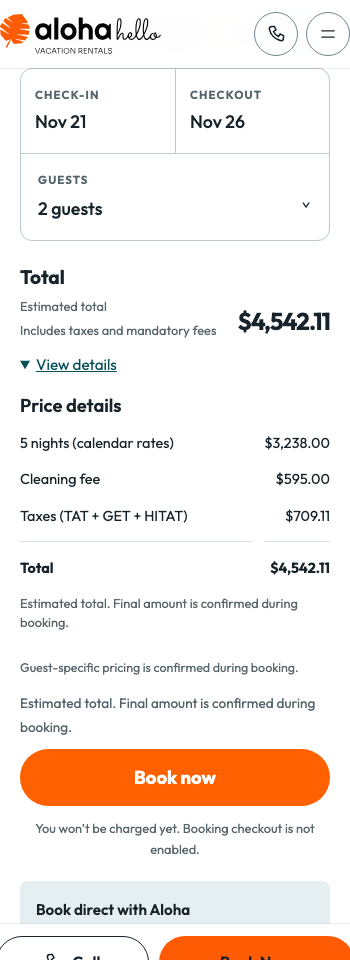 aloha hello
VACATION RENTALS
CHECK-IN
Nov 21
CHECKOUT
Nov 26
GUESTS
2 guests
Total
Estimated total
Includes taxes and mandatory fees
$4,542.11
▼ View details
Price details
5 nights (calendar rates) $3,238.00
Cleaning fee $595.00
Taxes (TAT + GET + HITAT) $709.11
Total $4,542.11
Estimated total. Final amount is confirmed during
booking.
Guest-specific pricing is confirmed during booking.
Estimated total. Final amount is confirmed during
booking.
Book now
You won't be charged yet. Booking checkout is not
enabled.
Book direct with Aloha